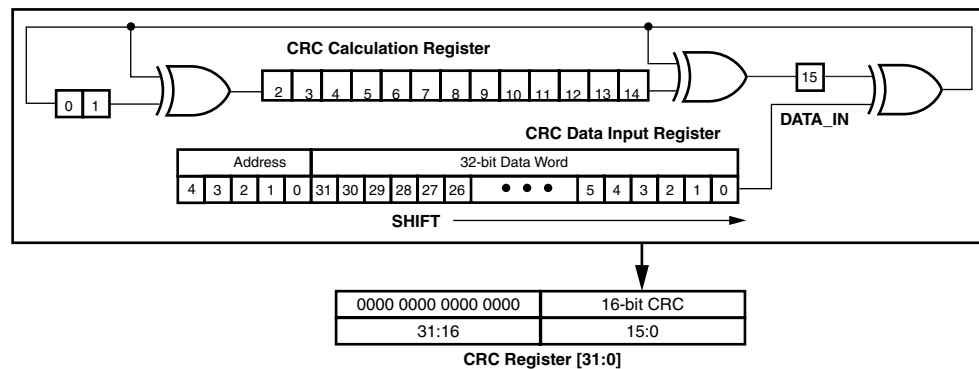 CRC Calculation Register
0 1
2 3 4 5 6 7 8 9 10 11 12 13 14
15
DATA_IN
CRC Data Input Register
Address 32-bit Data Word
4 3 2 1 0 31 30 29 28 27 26 • • • 5 4 3 2 1 0
SHIFT
0000 0000 0000 0000 16-bit CRC
31:16 15:0
CRC Register [31:0]